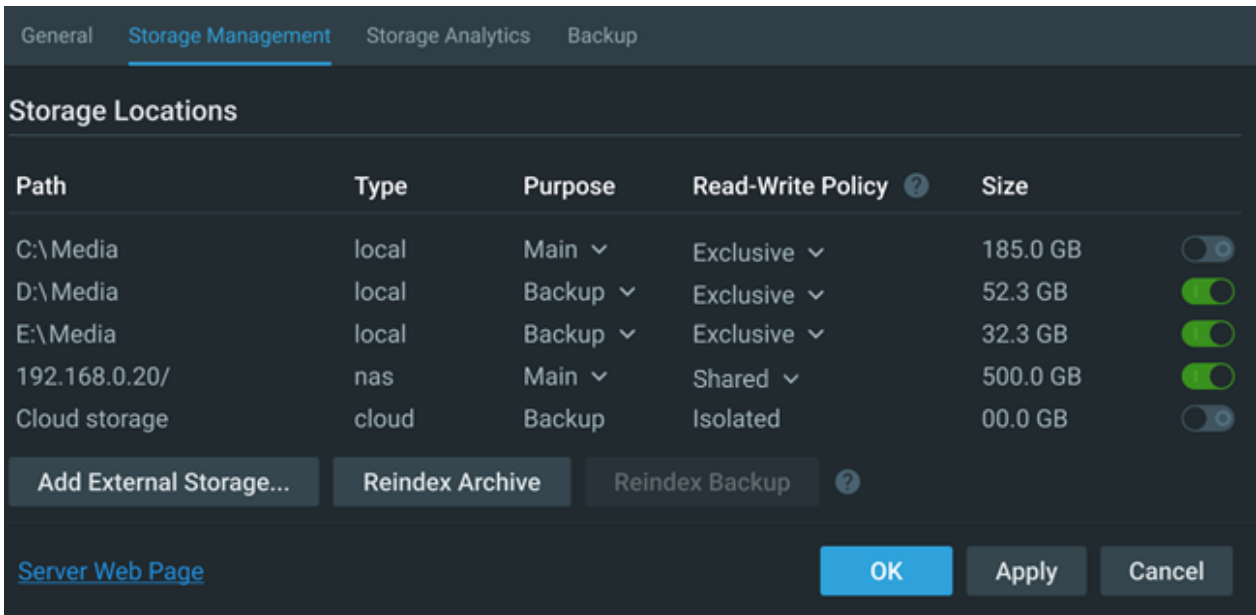 General Storage Management Storage Analytics Backup
Storage Locations
Path Type Purpose Read-Write Policy ? Size
C:\Media local Main Exclusive 185.0 GB
D:\Media local Backup Exclusive 52.3 GB
E:\Media local Backup Exclusive 32.3 GB
192.168.0.20/ nas Main Shared 500.0 GB
Cloud storage cloud Backup Isolated 00.0 GB
Add External Storage... Reindex Archive Reindex Backup ?
Server Web Page OK Apply Cancel